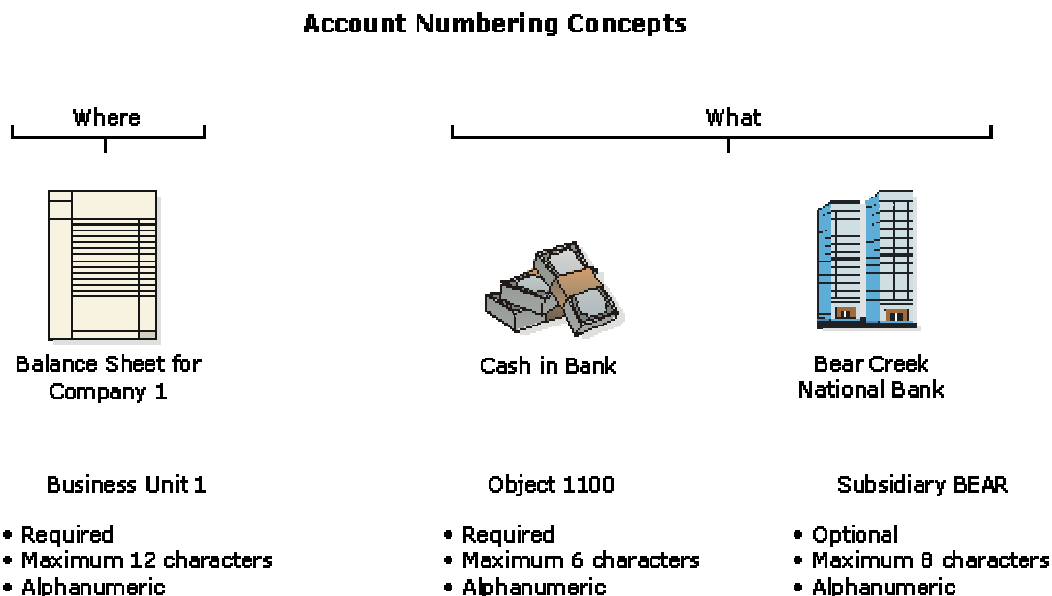 Account Numbering Concepts
Where
What
Balance Sheet for
Company 1
Cash in Bank
Bear Creek
National Bank
Business Unit 1
Object 1100
Subsidiary BEAR
• Required
• Maximum 12 characters
• Alphanumeric
• Required
• Maximum 6 characters
• Alphanumeric
• Optional
• Maximum 8 characters
• Alphanumeric